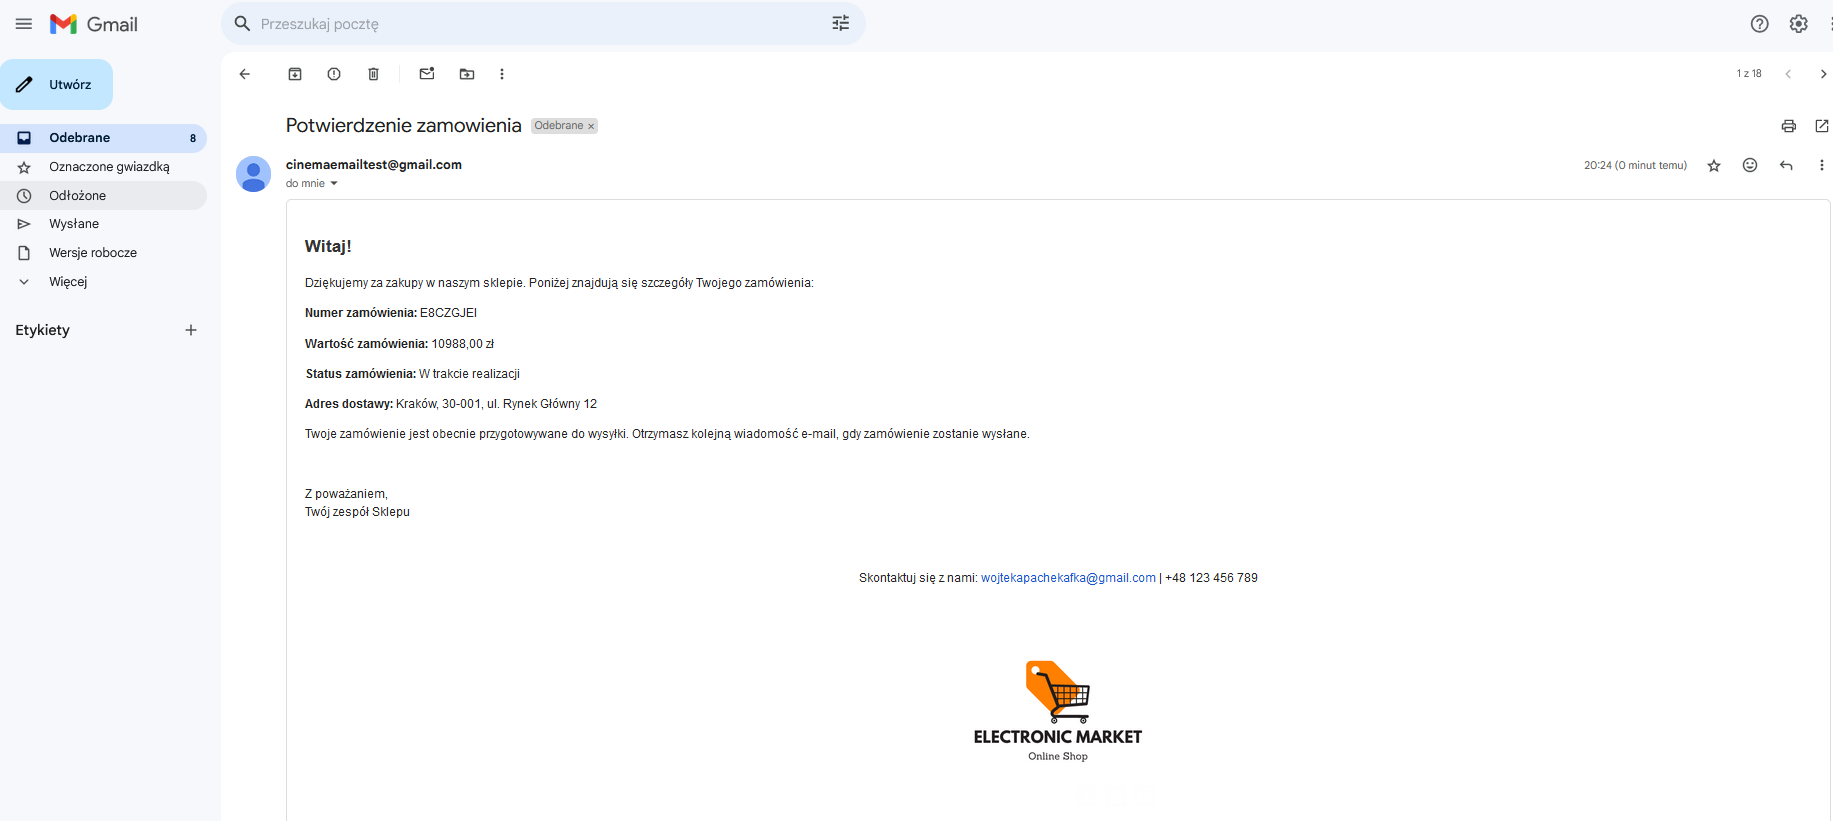 Gmail
Przeszukaj pocztę
Utwórz
1 z 18
Odebrane 8
Oznaczone gwiazdką
Odłożone
Wysłane
Wersje robocze
Więcej
Etykiety
Potwierdzenie zamowienia Odebrane ×
cinemaemailtest@gmail.com 20:24 (0 minut temu)
do mnie
Witaj!
Dziękujemy za zakupy w naszym sklepie. Poniżej znajdują się szczegóły Twojego zamówienia:
Numer zamówienia: E8CZGJEI
Wartość zamówienia: 10988,00 zł
Status zamówienia: W trakcie realizacji
Adres dostawy: Kraków, 30-001, ul. Rynek Główny 12
Twoje zamówienie jest obecnie przygotowywane do wysyłki. Otrzymasz kolejną wiadomość e-mail, gdy zamówienie zostanie wysłane.
Z poważaniem,
Twój zespół Sklepu
Skontaktuj się z nami: wojtekapachekafka@gmail.com | +48 123 456 789
ELECTRONIC MARKET
Online Shop